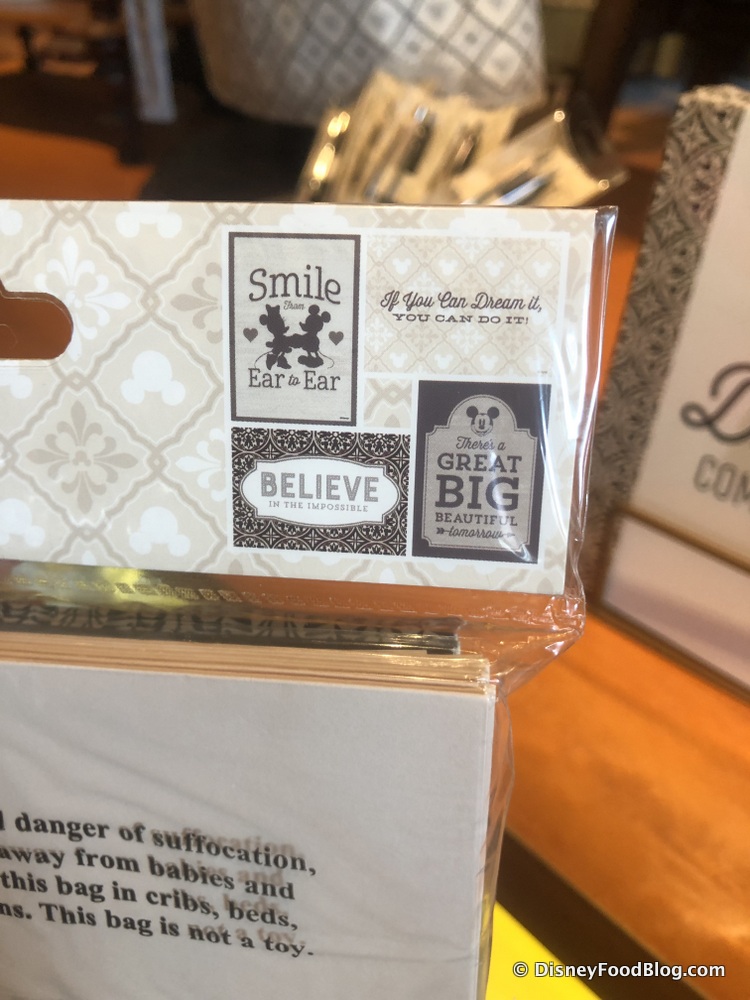 Smile
from
Ear to Ear
If You Can Dream it,
YOU CAN DO IT!
BELIEVE
IN THE IMPOSSIBLE
There's a
GREAT
BIG
BEAUTIFUL
tomorrow
danger of suffocation,
away from babies and
this bag in cribs, beds,
This bag is not a toy.
© DisneyFoodBlog.com